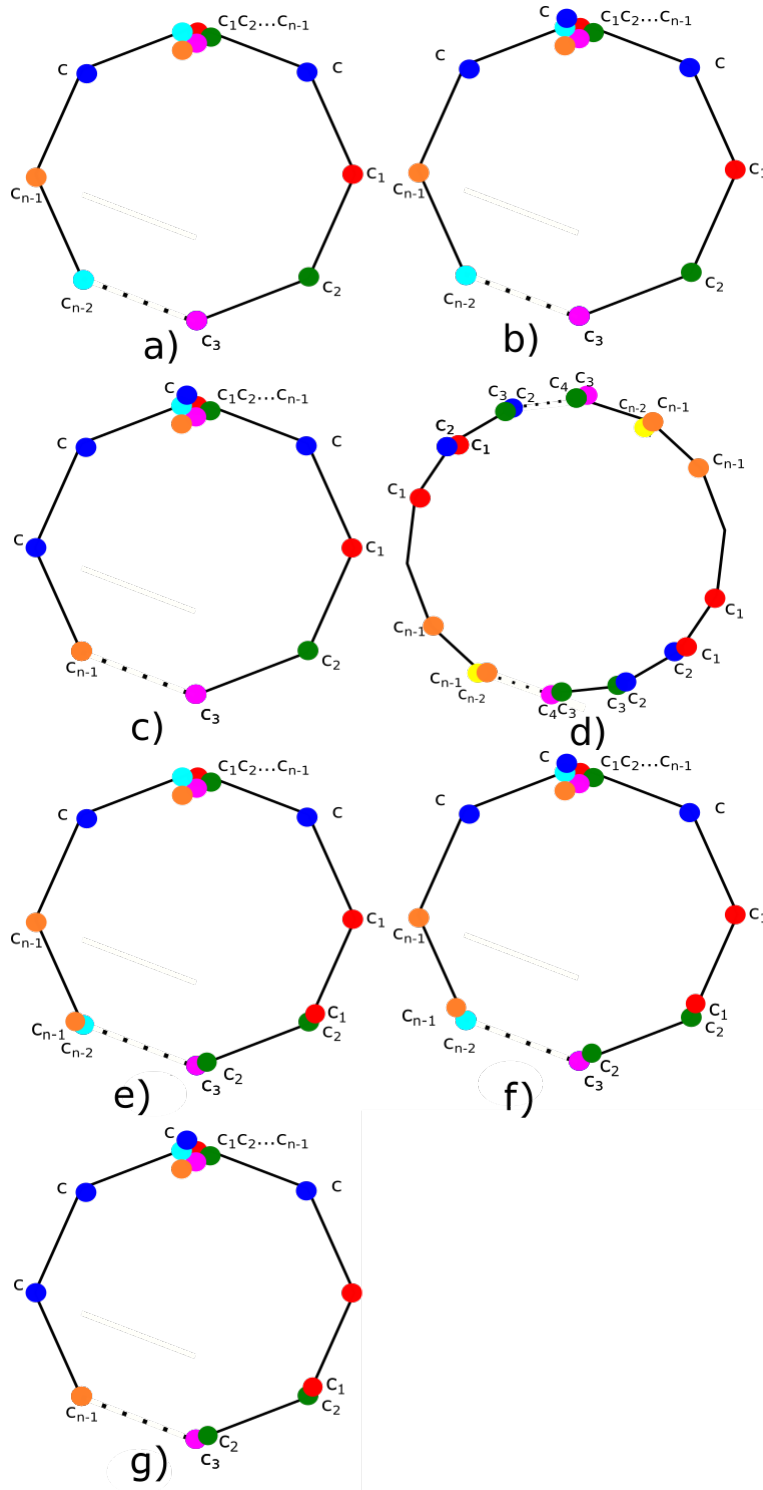 c₁c₂...cₙ₋₁
c c
cₙ₋₁ c₁
cₙ₋₂ c₂
c₃
a)
c c₁c₂...cₙ₋₁
c c
cₙ₋₁ c₁
cₙ₋₂ c₂
c₃
b)
c c₁c₂...cₙ₋₁
c c
c c₁
cₙ₋₁ c₂
c₃
c)
c₃ c₂ c₄ c₃
c₂ c₁ cₙ₋₂ cₙ₋₁
c₁ cₙ₋₁
cₙ₋₁ c₁
c₁
cₙ₋₁ c₂
cₙ₋₂ c₃ c₂
c₄ c₃
d)
c₁c₂...cₙ₋₁
c c
cₙ₋₁ c₁
cₙ₋₁ c₁
cₙ₋₂ c₂
c₃ c₂
e)
c c₁c₂...cₙ₋₁
c c
cₙ₋₁ c₁
cₙ₋₁ c₁
cₙ₋₂ c₂
c₂
c₃
f)
c c₁c₂...cₙ₋₁
c c
c
c₁
cₙ₋₁ c₂
c₃ c₂
g)